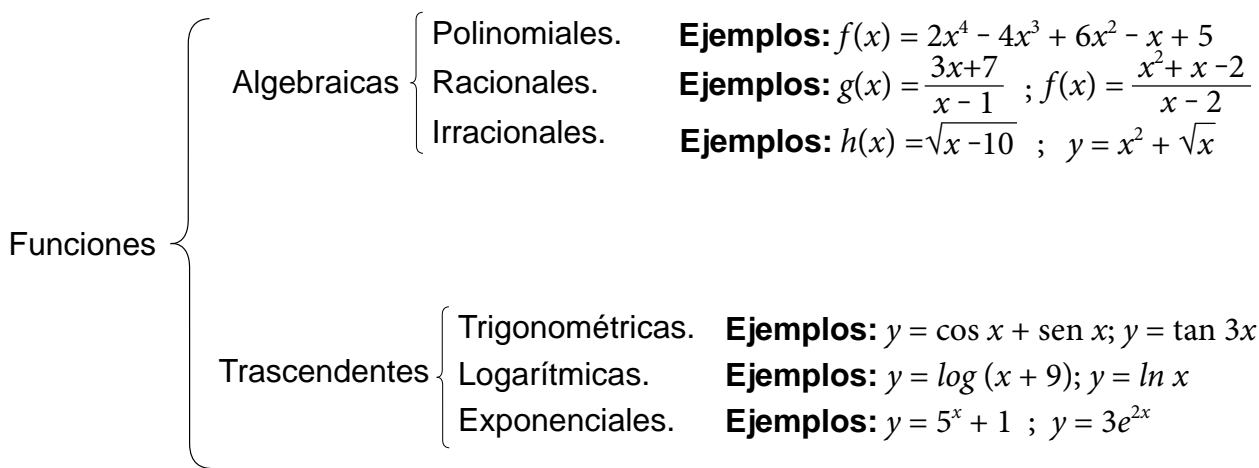 Polinomiales. Ejemplos: f(x) = 2x⁴ - 4x³ + 6x² - x + 5
Algebraicas
Racionales. Ejemplos: g(x) = (3x+7)/(x - 1) ; f(x) = (x² + x - 2)/(x - 2)
Irracionales. Ejemplos: h(x) = √(x - 10) ; y = x² + √x
Funciones
Trigonométricas. Ejemplos: y = cos x + sen x; y = tan 3x
Trascendentes
Logarítmicas. Ejemplos: y = log (x + 9); y = ln x
Exponenciales. Ejemplos: y = 5ˣ + 1 ; y = 3e²ˣ